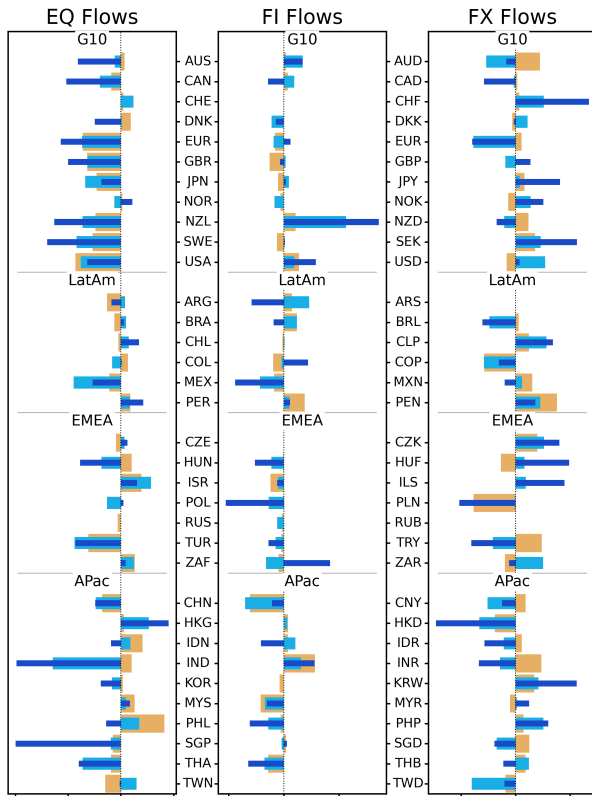 EQ Flows FI Flows FX Flows
G10 G10 G10
AUS AUD
CAN CAD
CHE CHF
DNK DKK
EUR EUR
GBR GBP
JPN JPY
NOR NOK
NZL NZD
SWE SEK
USA USD
LatAm LatAm LatAm
ARG ARS
BRA BRL
CHL CLP
COL COP
MEX MXN
PER PEN
EMEA EMEA EMEA
CZE CZK
HUN HUF
ISR ILS
POL PLN
RUS RUB
TUR TRY
ZAF ZAR
APac APac APac
CHN CNY
HKG HKD
IDN IDR
IND INR
KOR KRW
MYS MYR
PHL PHP
SGP SGD
THA THB
TWN TWD